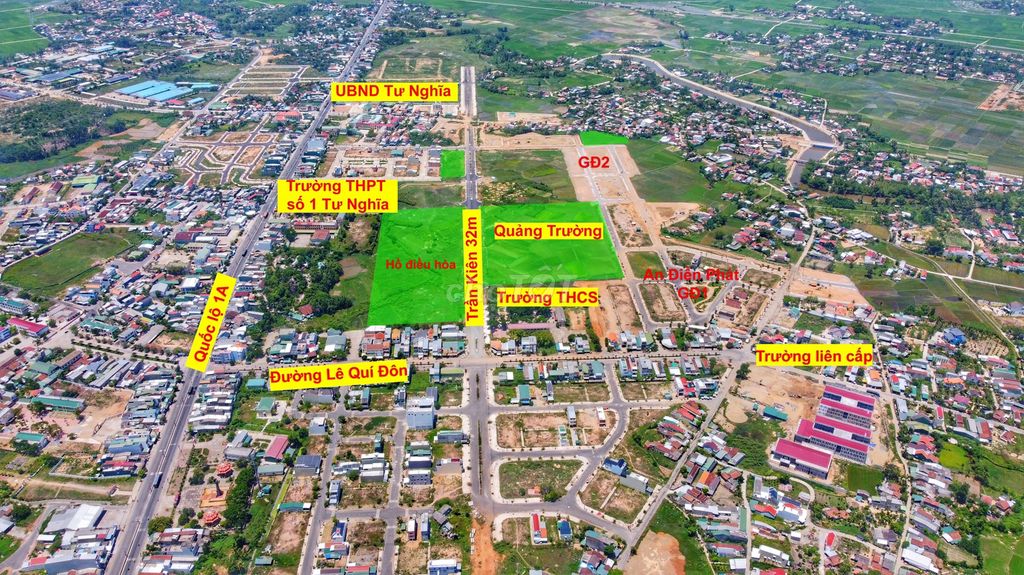 UBND Tư Nghĩa
GĐ2
Trường THPT
số 1 Tư Nghĩa
Trần Kiên 32m
Quảng Trường
Hồ điều hòa
An Điền Phát
GĐ1
Trường THCS
Quốc lộ 1A
Đường Lê Quí Đôn
Trường liên cấp